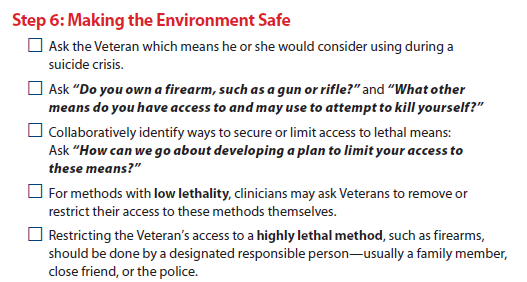 Step 6: Making the Environment Safe
Ask the Veteran which means he or she would consider using during a
suicide crisis.
Ask “Do you own a firearm, such as a gun or rifle?” and “What other
means do you have access to and may use to attempt to kill yourself?”
Collaboratively identify ways to secure or limit access to lethal means:
Ask “How can we go about developing a plan to limit your access to
these means?”
For methods with low lethality, clinicians may ask Veterans to remove or
restrict their access to these methods themselves.
Restricting the Veteran’s access to a highly lethal method, such as firearms,
should be done by a designated responsible person—usually a family member,
close friend, or the police.